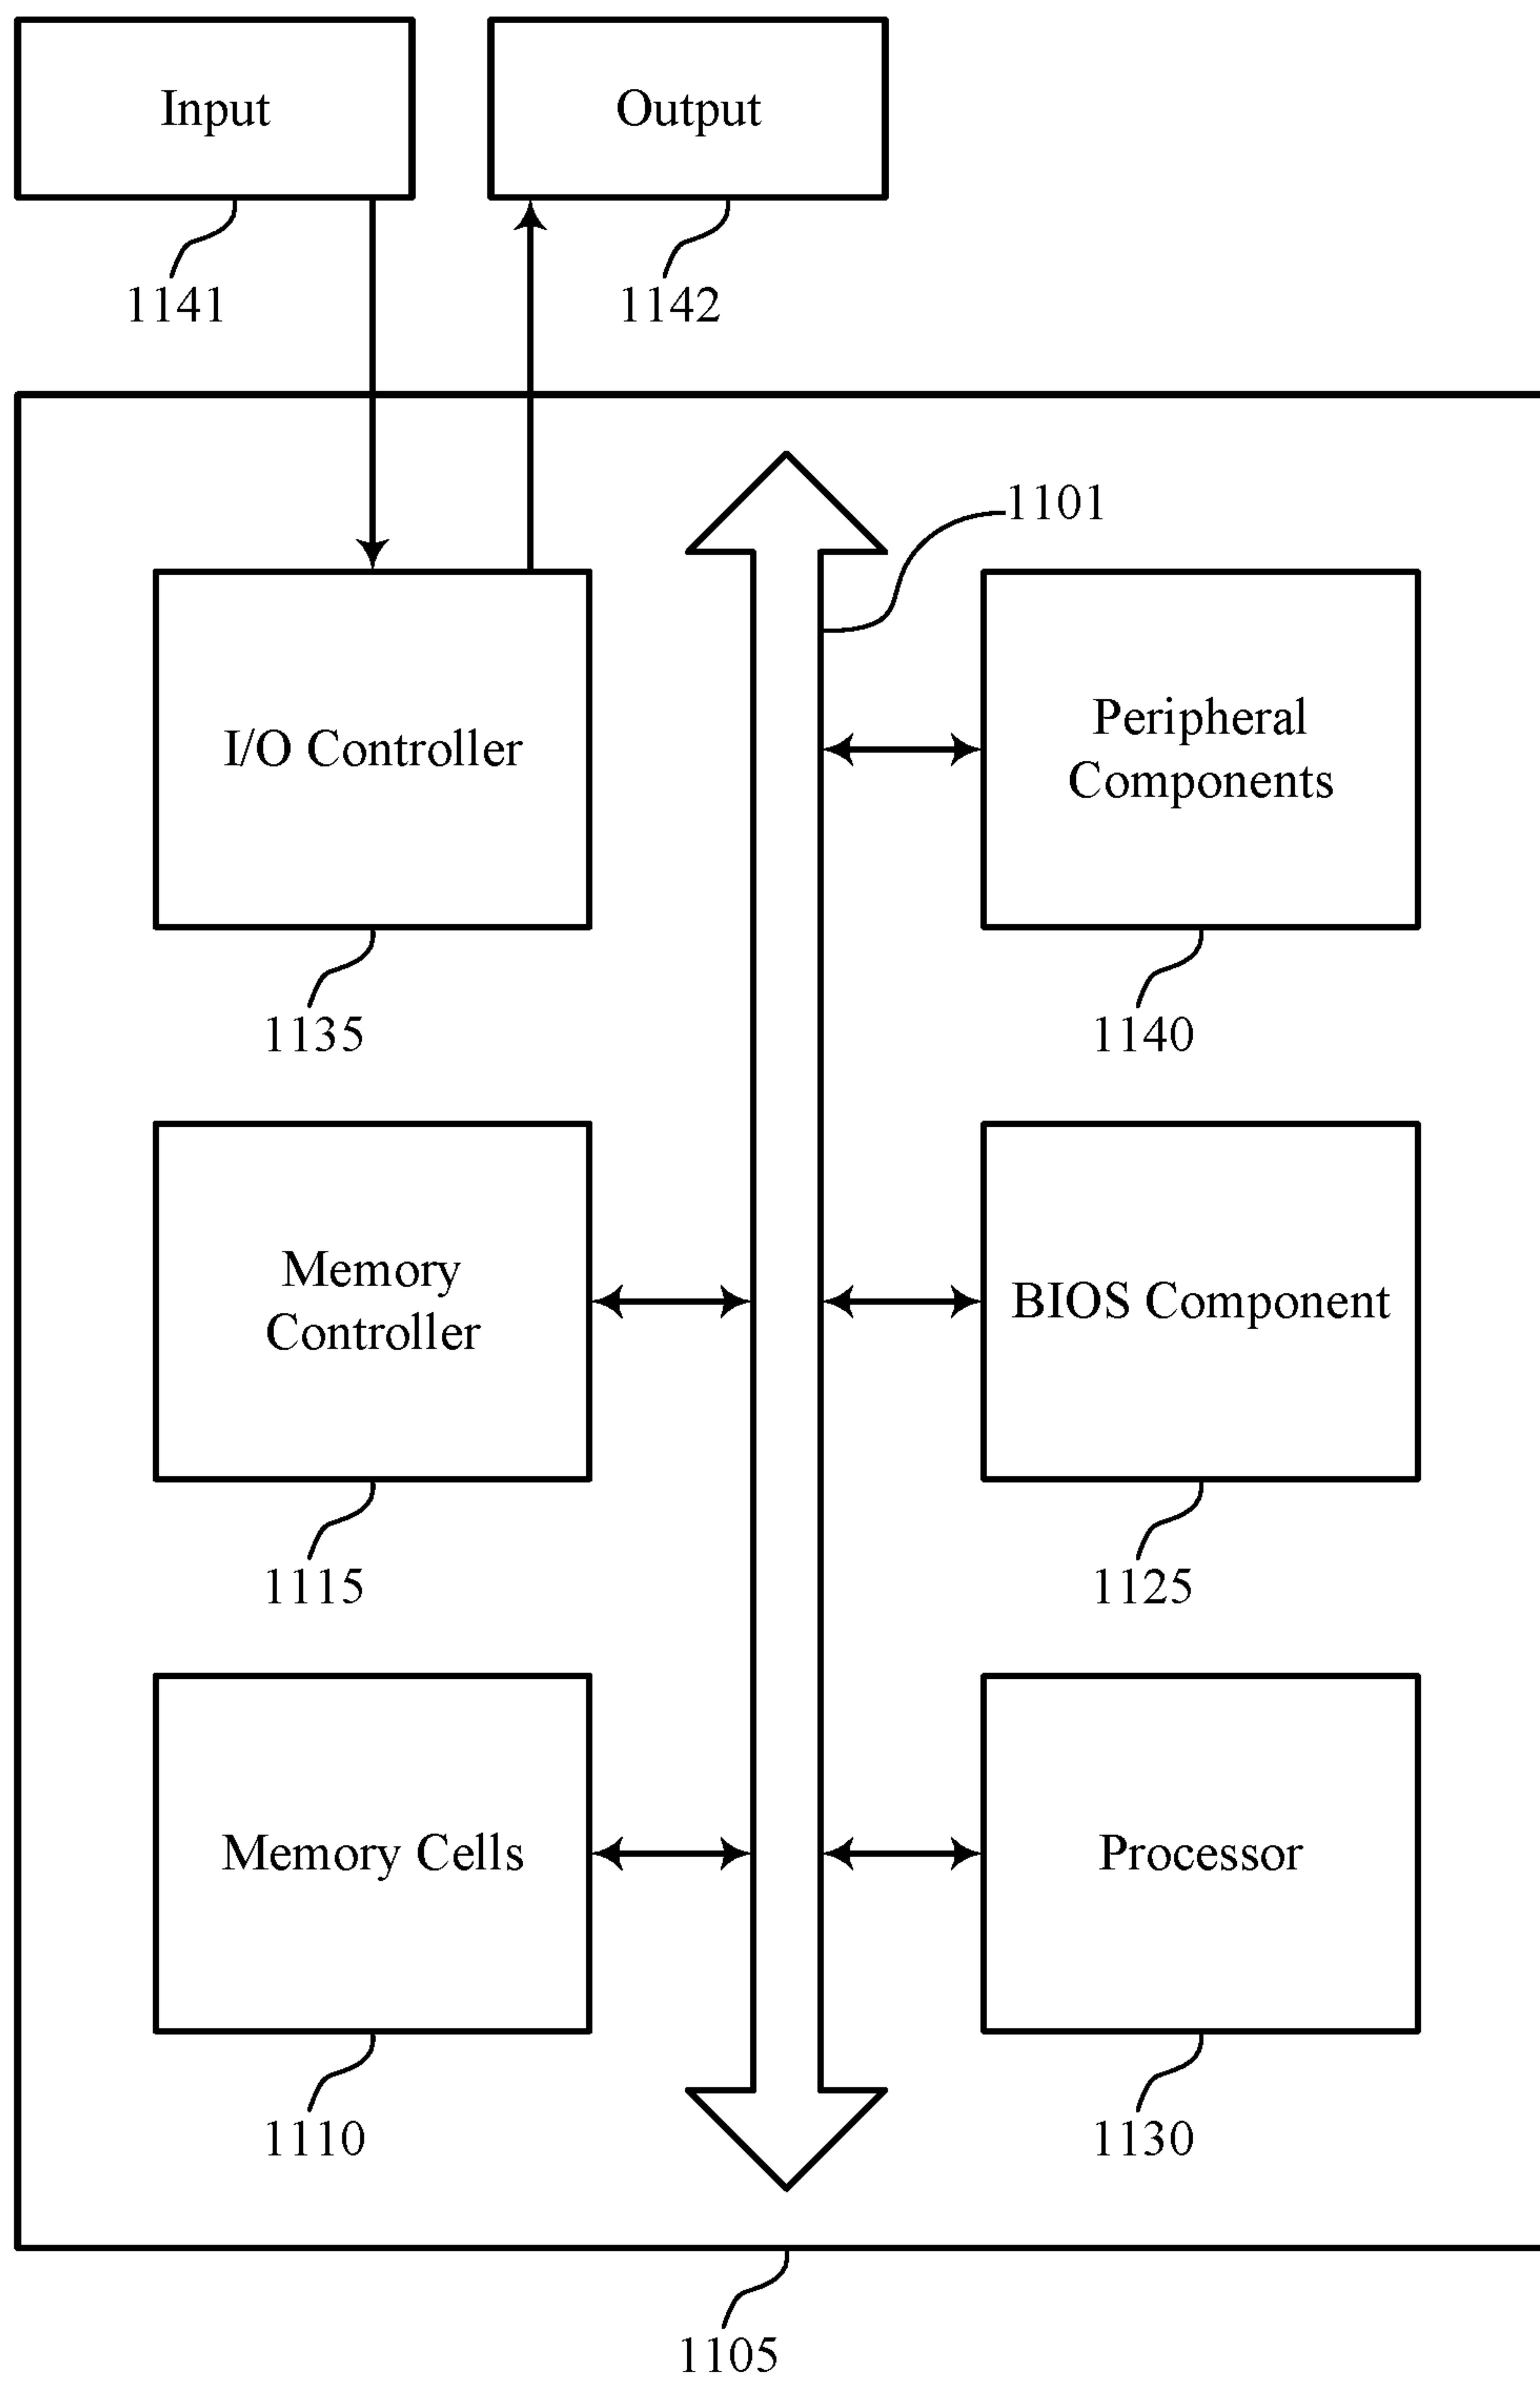 Input
Output
1141
1142
1101
I/O Controller
Peripheral
Components
1135
1140
Memory
Controller
BIOS Component
1115
1125
Memory Cells
Processor
1110
1130
1105